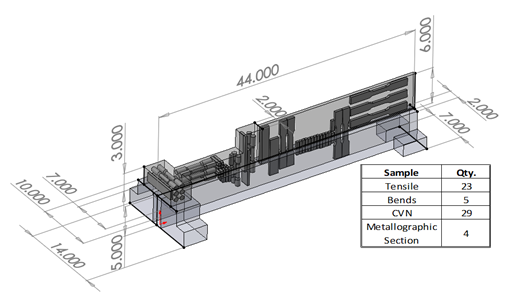 44.000
6.000
2.000
2.000
7.000
3.000
7.000
10.000
14.000
5.000
Sample Qty.
Tensile 23
Bends 5
CVN 29
Metallographic
Section 4